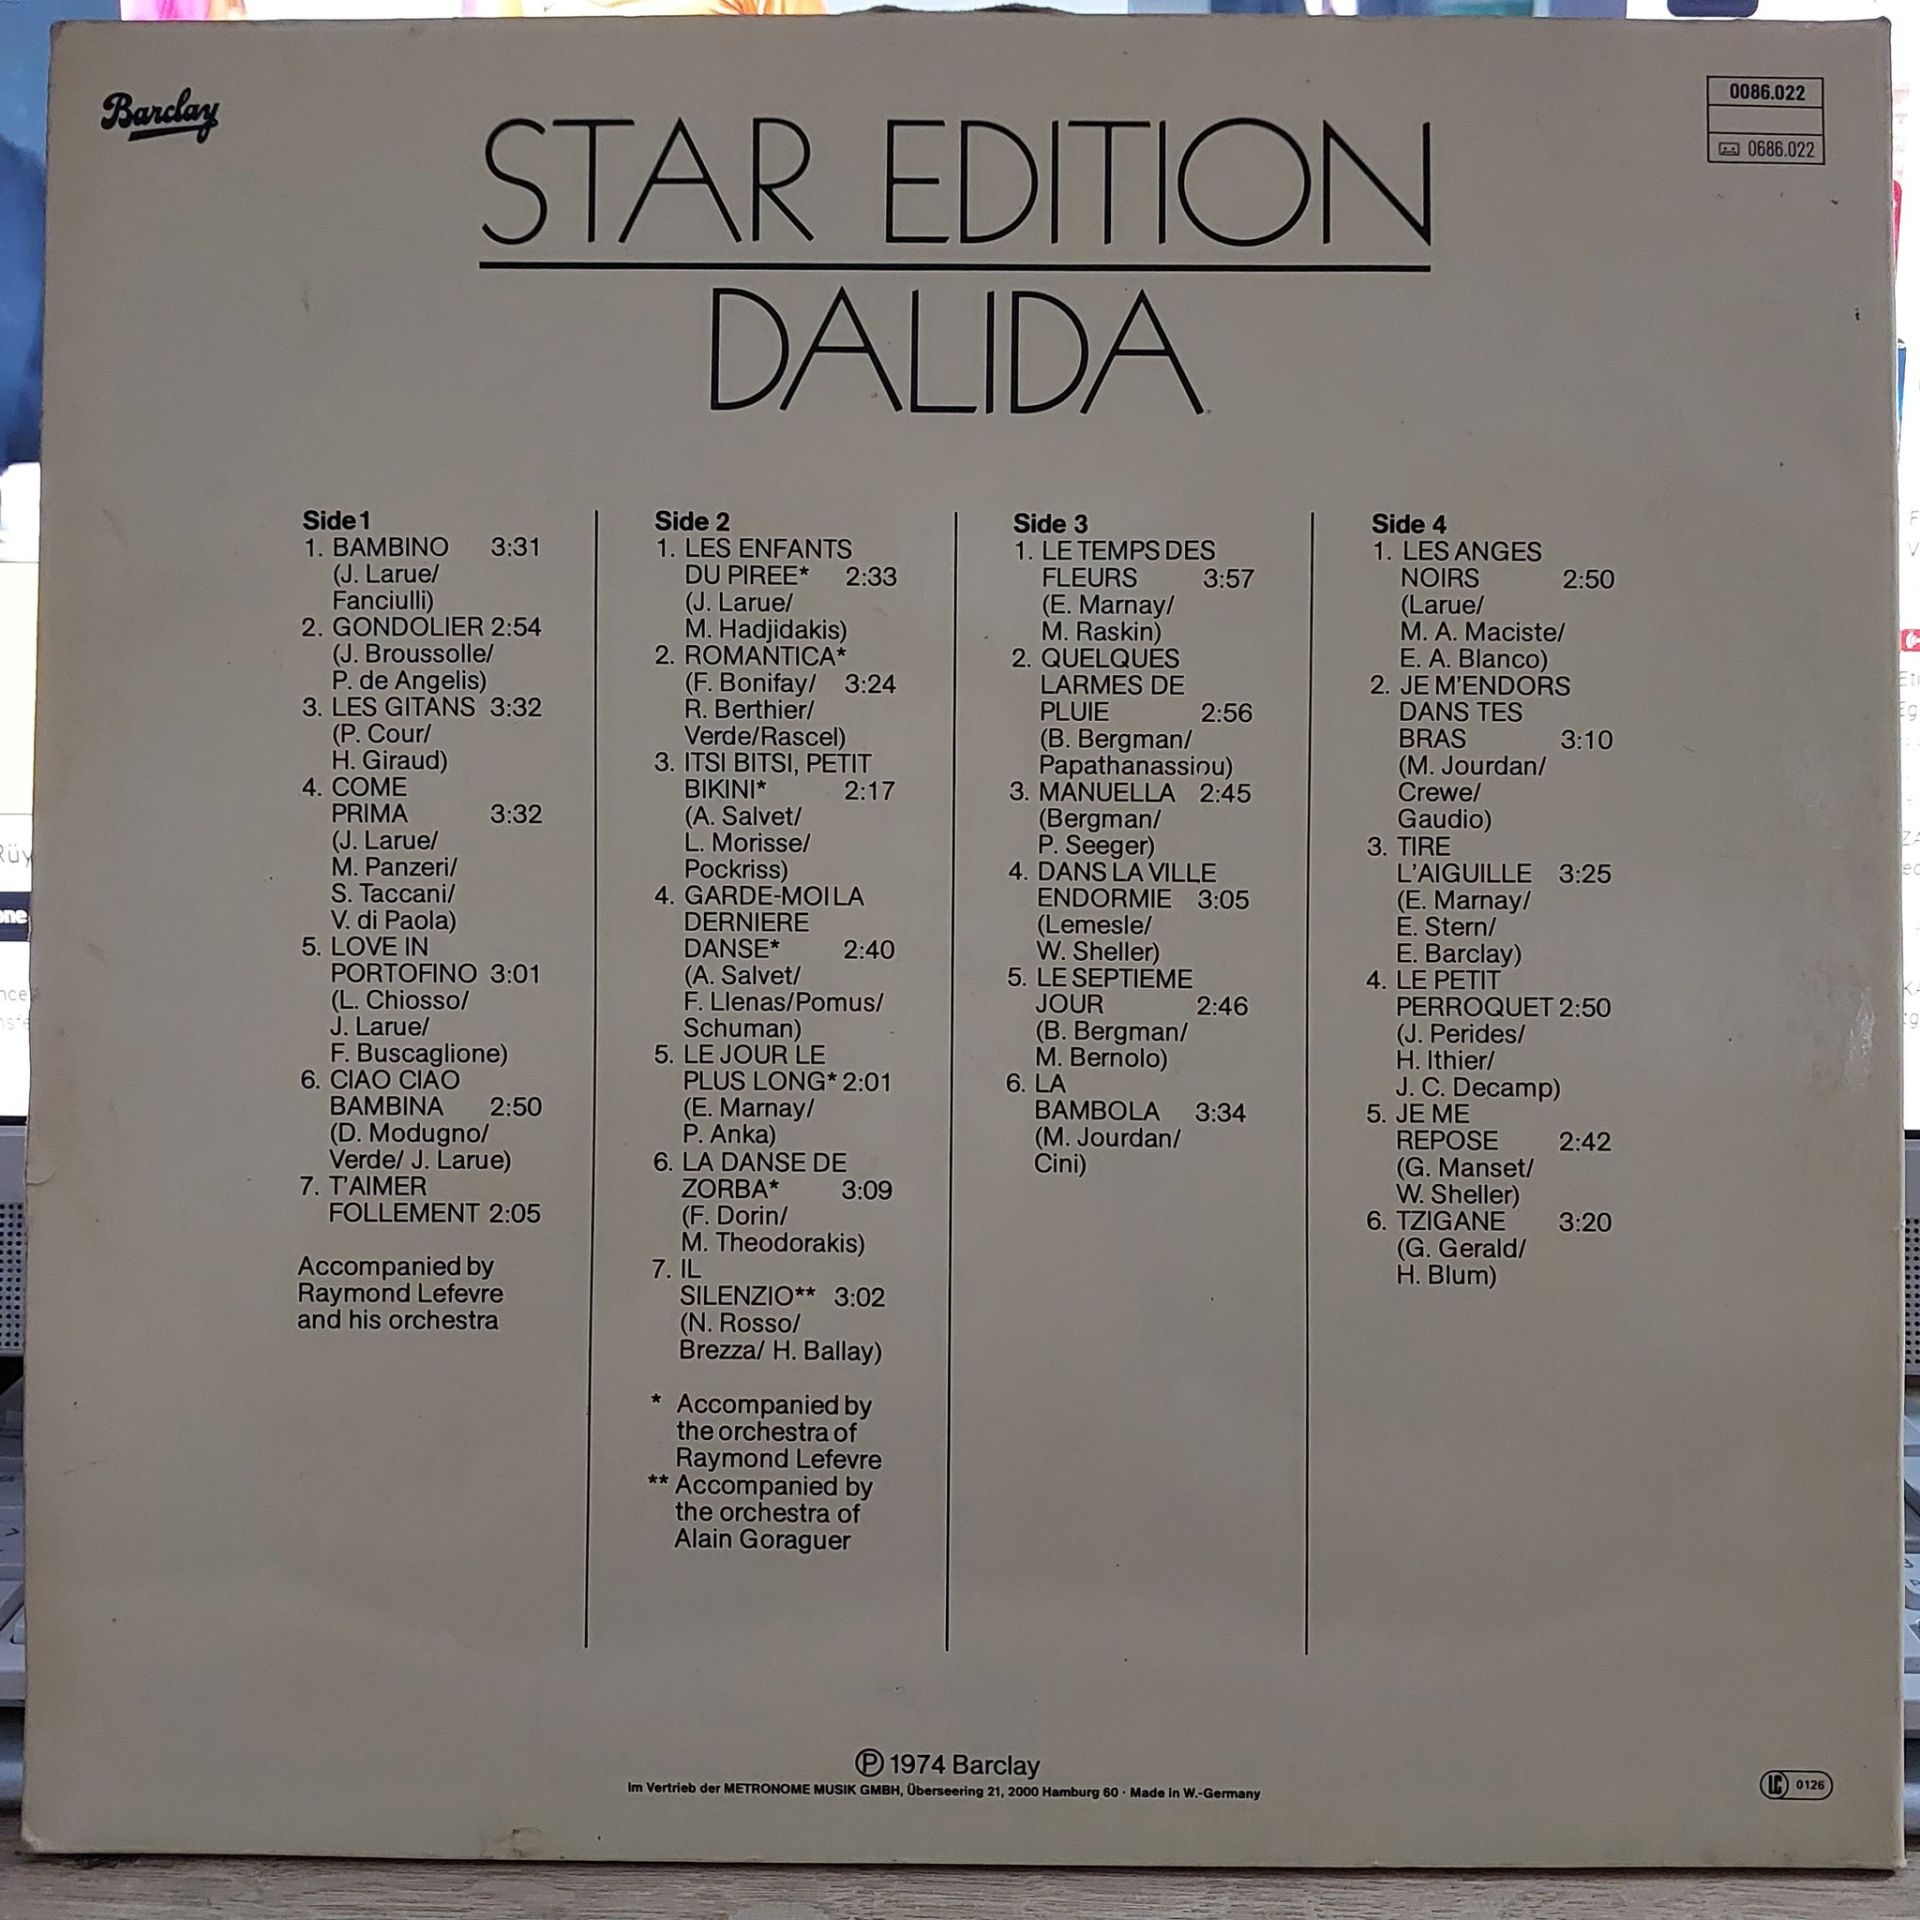 Barclay
0086.022
0686.022
STAR EDITION
DALIDA
Side 1
1. BAMBINO 3:31
(J. Larue/
Fanciulli)
2. GONDOLIER 2:54
(J. Broussolle/
P. de Angelis)
3. LES GITANS 3:32
(P. Cour/
H. Giraud)
4. COME
PRIMA 3:32
(J. Larue/
M. Panzeri/
S. Taccani/
V. di Paola)
5. LOVE IN
PORTOFINO 3:01
(L. Chiosso/
J. Larue/
F. Buscaglione)
6. CIAO CIAO
BAMBINA 2:50
(D. Modugno/
Verde/ J. Larue)
7. T'AIMER
FOLLEMENT 2:05
Accompanied by
Raymond Lefevre
and his orchestra
Side 2
1. LES ENFANTS
DU PIREE* 2:33
(J. Larue/
M. Hadjidakis)
2. ROMANTICA*
(F. Bonifay/ 3:24
R. Berthier/
Verde/Rascel)
3. ITSI BITSI, PETIT
BIKINI* 2:17
(A. Salvet/
L. Morisse/
Pockriss)
4. GARDE-MOI LA
DERNIERE
DANSE* 2:40
(A. Salvet/
F. Llenas/Pomus/
Schuman)
5. LE JOUR LE
PLUS LONG* 2:01
(E. Marnay/
P. Anka)
6. LA DANSE DE
ZORBA* 3:09
(F. Dorin/
M. Theodorakis)
7. IL
SILENZIO** 3:02
(N. Rosso/
Brezza/ H. Ballay)
* Accompanied by
the orchestra of
Raymond Lefevre
** Accompanied by
the orchestra of
Alain Goraguer
Side 3
1. LE TEMPS DES
FLEURS 3:57
(E. Marnay/
M. Raskin)
2. QUELQUES
LARMES DE
PLUIE 2:56
(B. Bergman/
Papathanassiou)
3. MANUELLA 2:45
(Bergman/
P. Seeger)
4. DANS LA VILLE
ENDORMIE 3:05
(Lemesle/
W. Sheller)
5. LE SEPTIEME
JOUR 2:46
(B. Bergman/
M. Bernolo)
6. LA
BAMBOLA 3:34
(M. Jourdan/
Cini)
Side 4
1. LES ANGES
NOIRS 2:50
(Larue/
M. A. Maciste/
E. A. Blanco)
2. JE M'ENDORS
DANS TES
BRAS 3:10
(M. Jourdan/
Crewe/
Gaudio)
3. TIRE
L'AIGUILLE 3:25
(E. Marnay/
E. Stern/
E. Barclay)
4. LE PETIT
PERROQUET 2:50
(J. Perides/
H. Ithier/
J. C. Decamp)
5. JE ME
REPOSE 2:42
(G. Manset/
W. Sheller)
6. TZIGANE 3:20
(G. Gerald/
H. Blum)
Ⓟ 1974 Barclay
Im Vertrieb der METRONOME MUSIK GMBH, Überseering 21, 2000 Hamburg 60 · Made in W.-Germany
LC 0126